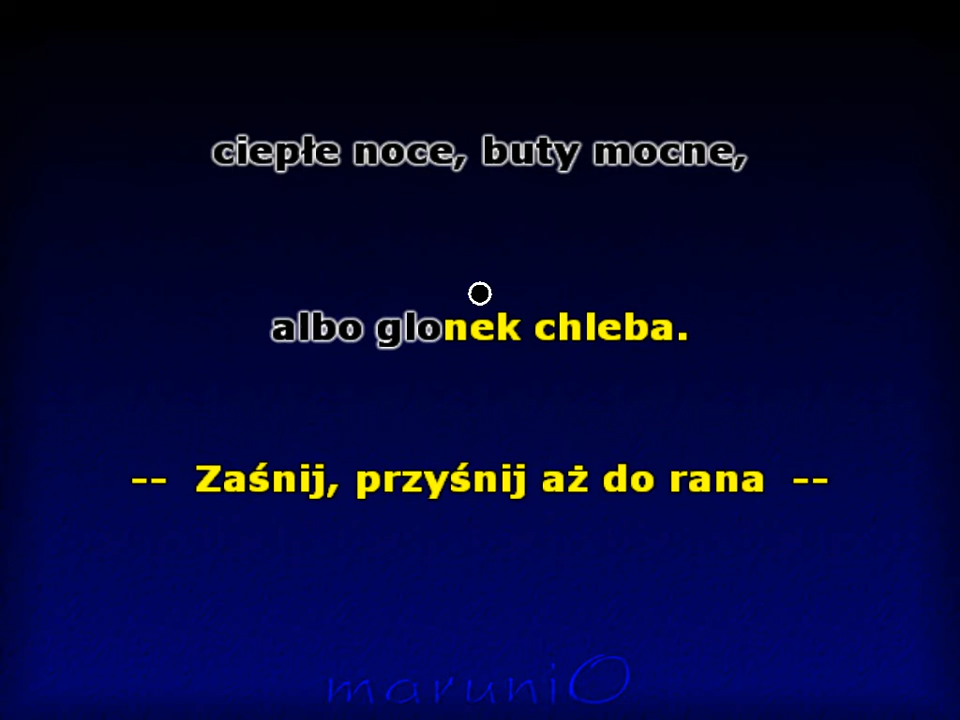 ciepłe noce, buty mocne,
albo glonek chleba.
-- Zaśnij, przyśnij aż do rana --
maruniO